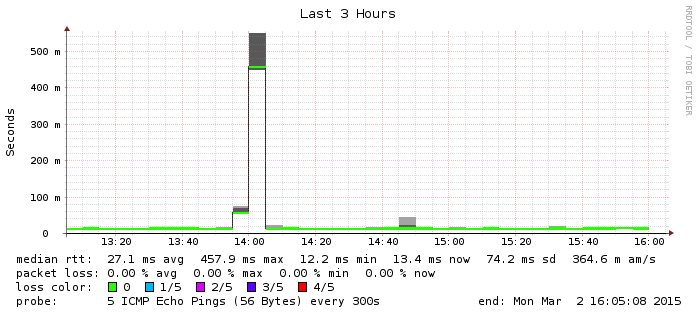 Last 3 Hours
RRDTOOL / TOBI OETIKER
Seconds
500 m
400 m
300 m
200 m
100 m
0
13:20 13:40 14:00 14:20 14:40 15:00 15:20 15:40 16:00
median rtt: 27.1 ms avg 457.9 ms max 12.2 ms min 13.4 ms now 74.2 ms sd 364.6 m am/s
packet loss: 0.00 % avg 0.00 % max 0.00 % min 0.00 % now
loss color: 0 1/5 2/5 3/5 4/5
probe: 5 ICMP Echo Pings (56 Bytes) every 300s end: Mon Mar 2 16:05:08 2015